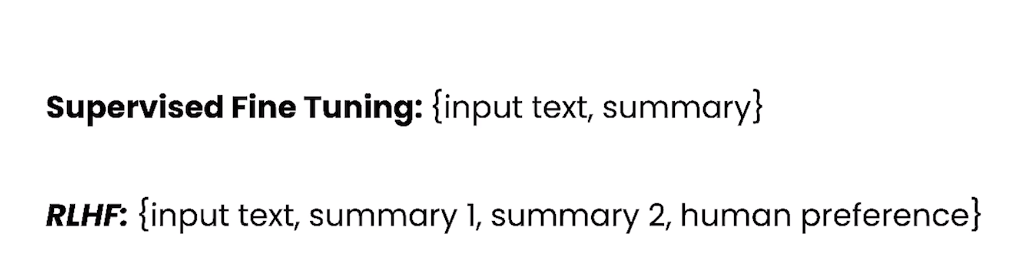 Supervised Fine Tuning: {input text, summary}
RLHF: {input text, summary 1, summary 2, human preference}